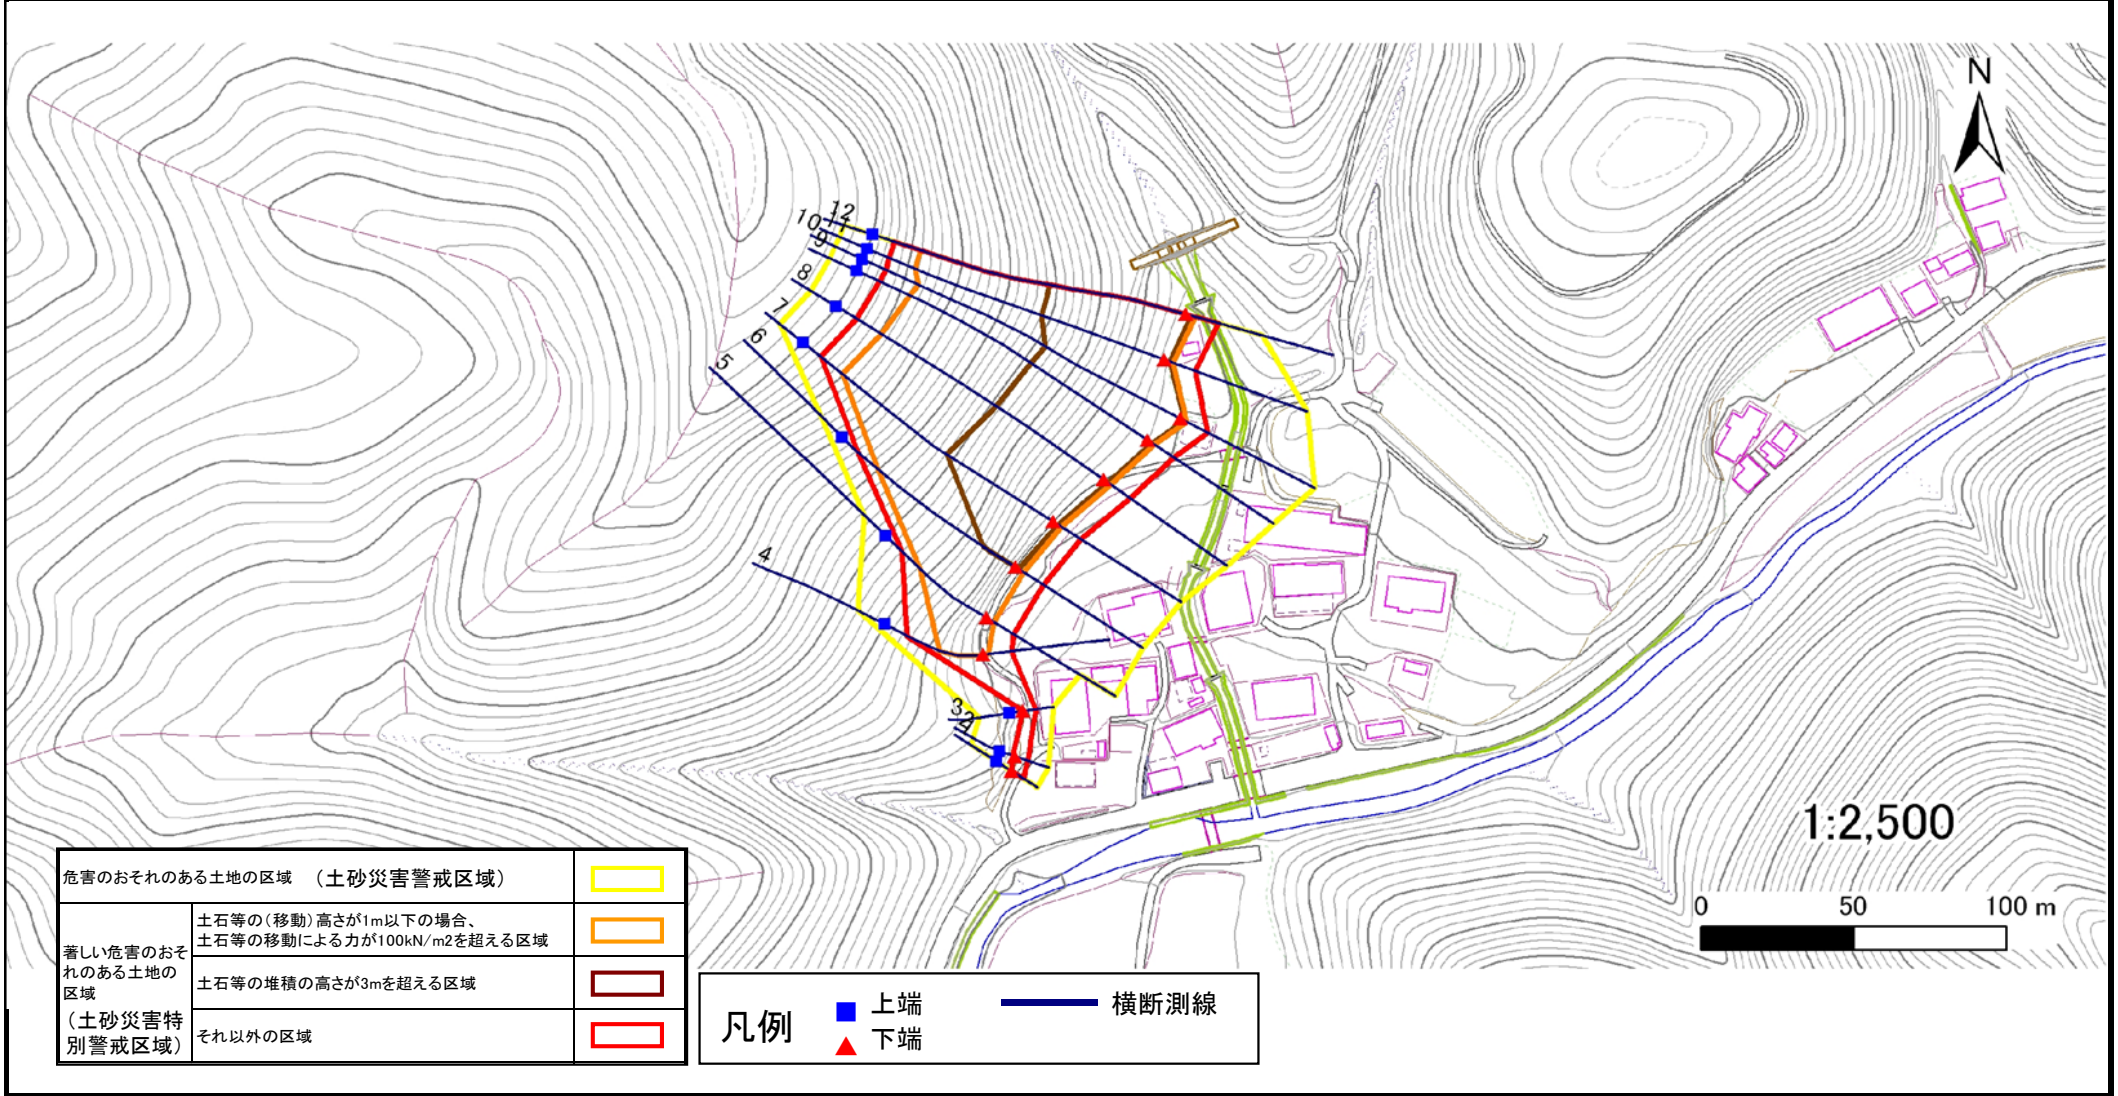 N
12
10
9
8
7
6
5
4
3
2
1:2,500
0 50 100 m
危害のおそれのある土地の区域 (土砂災害警戒区域)
著しい危害のおそ
れのある土地の
区域
(土砂災害特
別警戒区域)
土石等の(移動)高さが1m以下の場合、
土石等の移動による力が100kN/m2を超える区域
土石等の堆積の高さが3mを超える区域
それ以外の区域
凡例
上端
下端
横断測線